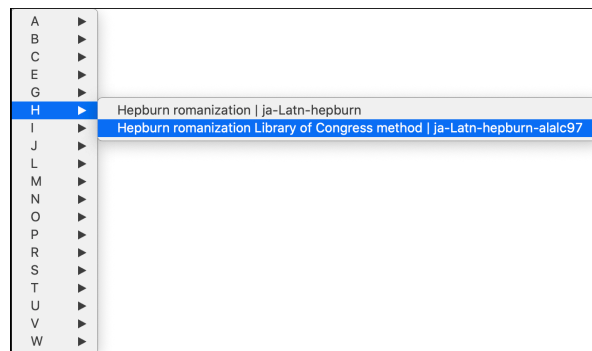 A ▶
B ▶
C ▶
E ▶
G ▶
H ▶
Hepburn romanization | ja-Latn-hepburn
Hepburn romanization Library of Congress method | ja-Latn-hepburn-alalc97
I ▶
J ▶
L ▶
M ▶
N ▶
O ▶
P ▶
R ▶
S ▶
T ▶
U ▶
V ▶
W ▶